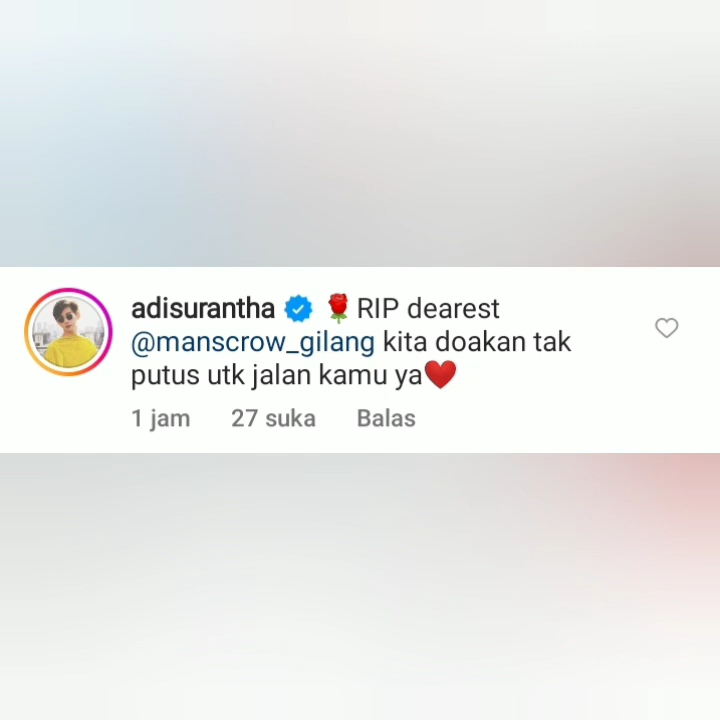 adisurantha 🌹RIP dearest
@manscrow_gilang kita doakan tak
putus utk jalan kamu ya❤️
1 jam 27 suka Balas